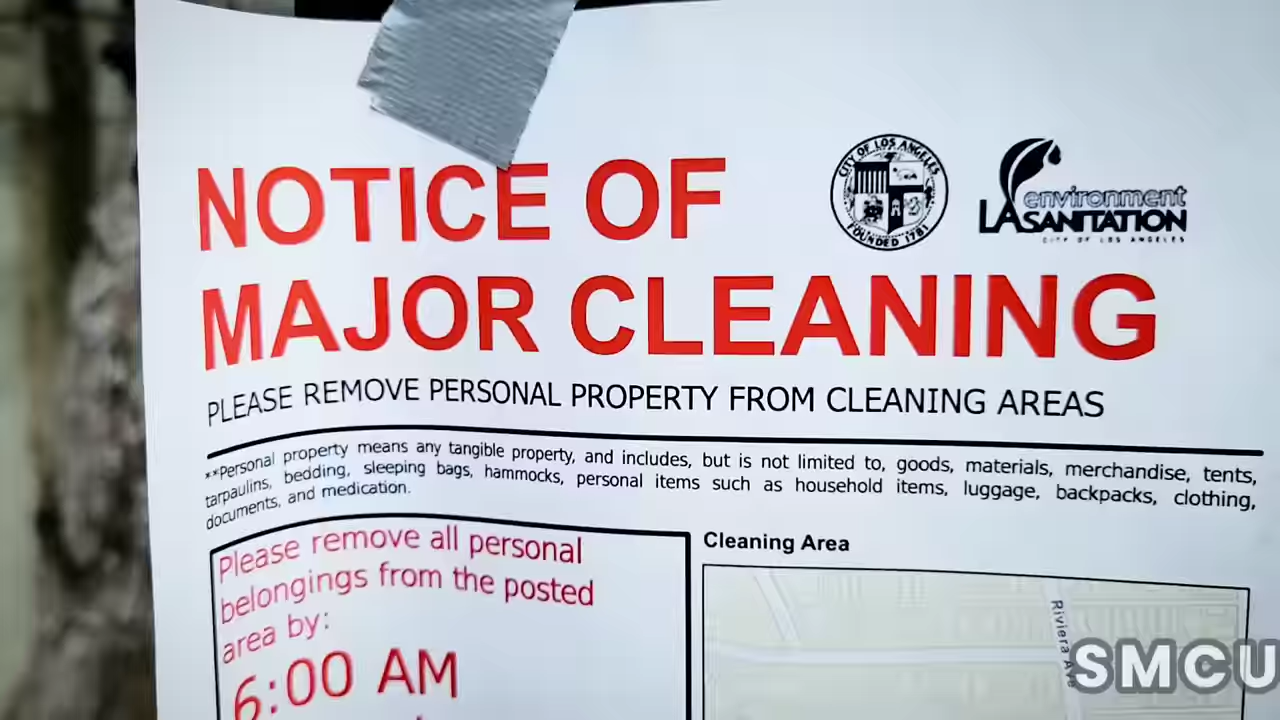 NOTICE OF
MAJOR CLEANING
CITY OF LOS ANGELES
FOUNDED 1781
environment
LA SANITATION
CITY OF LOS ANGELES
PLEASE REMOVE PERSONAL PROPERTY FROM CLEANING AREAS
**Personal property means any tangible property, and includes, but is not limited to, goods, materials, merchandise, tents,
tarpaulins, bedding, sleeping bags, hammocks, personal items such as household items, luggage, backpacks, clothing,
documents, and medication.
Please remove all personal
belongings from the posted
area by:
6:00 AM
Cleaning Area
Riviera Ave
SMCU